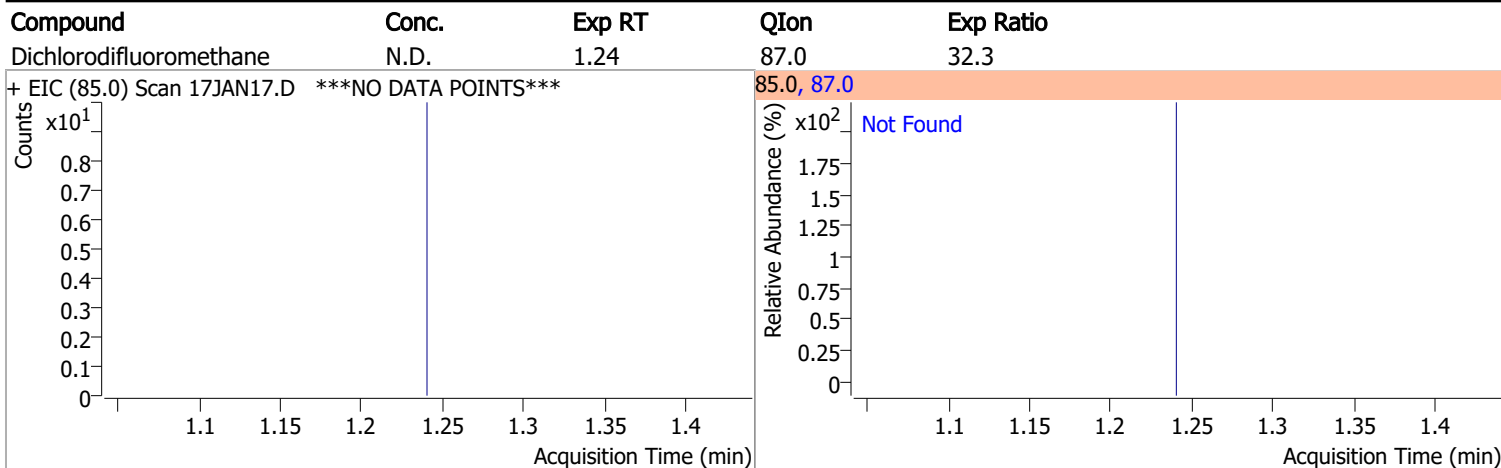 Compound Conc. Exp RT QIon Exp Ratio
Dichlorodifluoromethane N.D. 1.24 87.0 32.3
+ EIC (85.0) Scan 17JAN17.D ***NO DATA POINTS***
Counts
x10¹
0.8
0.7
0.6
0.5
0.4
0.3
0.2
0.1
0
1.1 1.15 1.2 1.25 1.3 1.35 1.4
Acquisition Time (min)
85.0, 87.0
Relative Abundance (%)
x10²
Not Found
1.75
1.5
1.25
1
0.75
0.5
0.25
0
1.1 1.15 1.2 1.25 1.3 1.35 1.4
Acquisition Time (min)